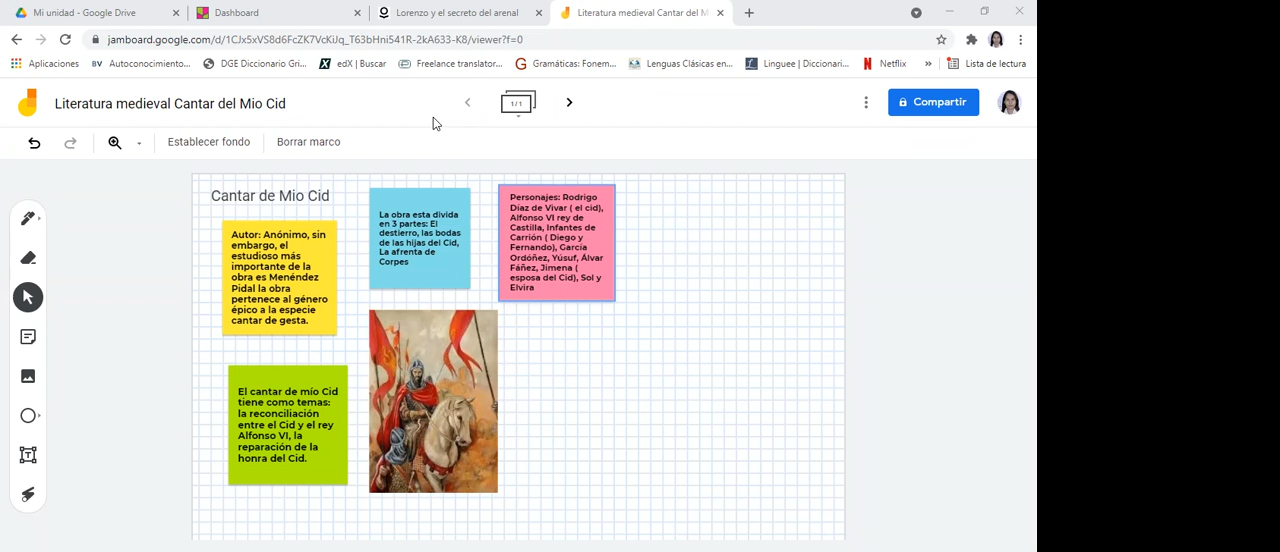 Mi unidad - Google Drive
Dashboard
Lorenzo y el secreto del arenal
Literatura medieval Cantar del M
jamboard.google.com/d/1CJx5xVS8d6FcZK7VcKiJq_T63bHni541R-2kA633-K8/viewer?f=0
Aplicaciones
BV Autoconocimiento...
DGE Diccionario Gri...
edX | Buscar
Freelance translator...
G Gramáticas: Fonem...
Lenguas Clásicas en...
Linguee | Diccionari...
Netflix
»
Lista de lectura
Literatura medieval Cantar del Mio Cid
1/1
Compartir
Establecer fondo
Borrar marco
Cantar de Mio Cid
Autor: Anónimo, sin
embargo, el
estudioso más
importante de la
obra es Menéndez
Pidal la obra
pertenece al género
épico a la especie
cantar de gesta.
La obra esta divida
en 3 partes: El
destierro, las bodas
de las hijas del Cid,
La afrenta de
Corpes
Personajes: Rodrigo
Díaz de Vivar ( el cid),
Alfonso VI rey de
Castilla, Infantes de
Carrión ( Diego y
Fernando), García
Ordóñez, Yúsuf, Álvar
Fáñez, Jimena (
esposa del Cid), Sol y
Elvira
El cantar de mío Cid
tiene como temas:
la reconciliación
entre el Cid y el rey
Alfonso VI, la
reparación de la
honra del Cid.